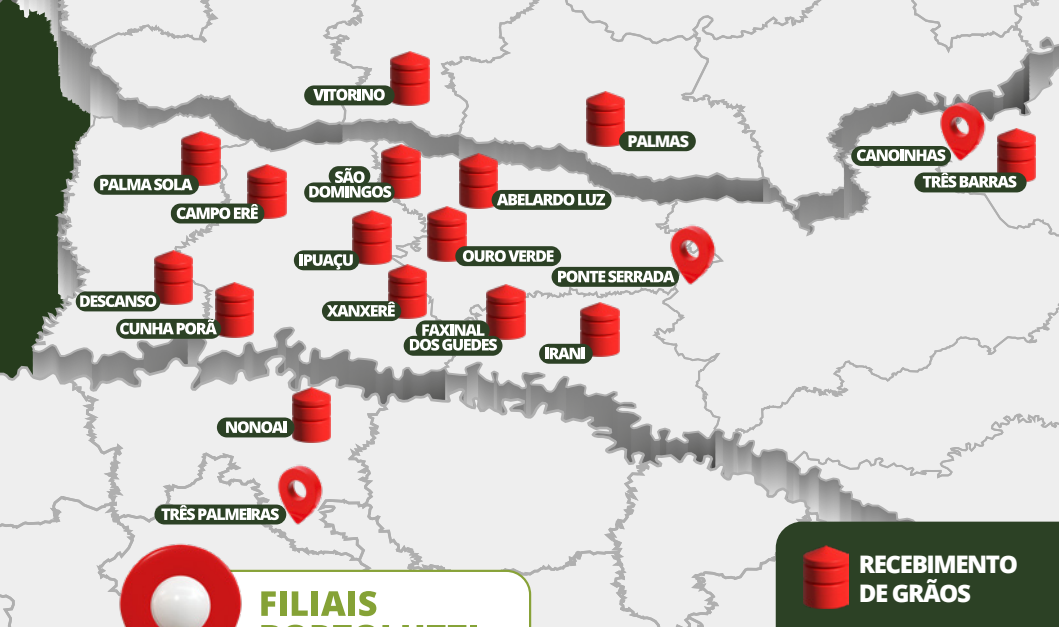 VITORINO
PALMAS
CANOINHAS
TRÊS BARRAS
PALMA SOLA
SÃO
DOMINGOS
CAMPO ERÊ
ABELARDO LUZ
IPUAÇU
OURO VERDE
PONTE SERRADA
DESCANSO
XANXERÊ
CUNHA PORÃ
FAXINAL
DOS GUEDES
IRANI
NONOAI
TRÊS PALMEIRAS
RECEBIMENTO
DE GRÃOS
FILIAIS